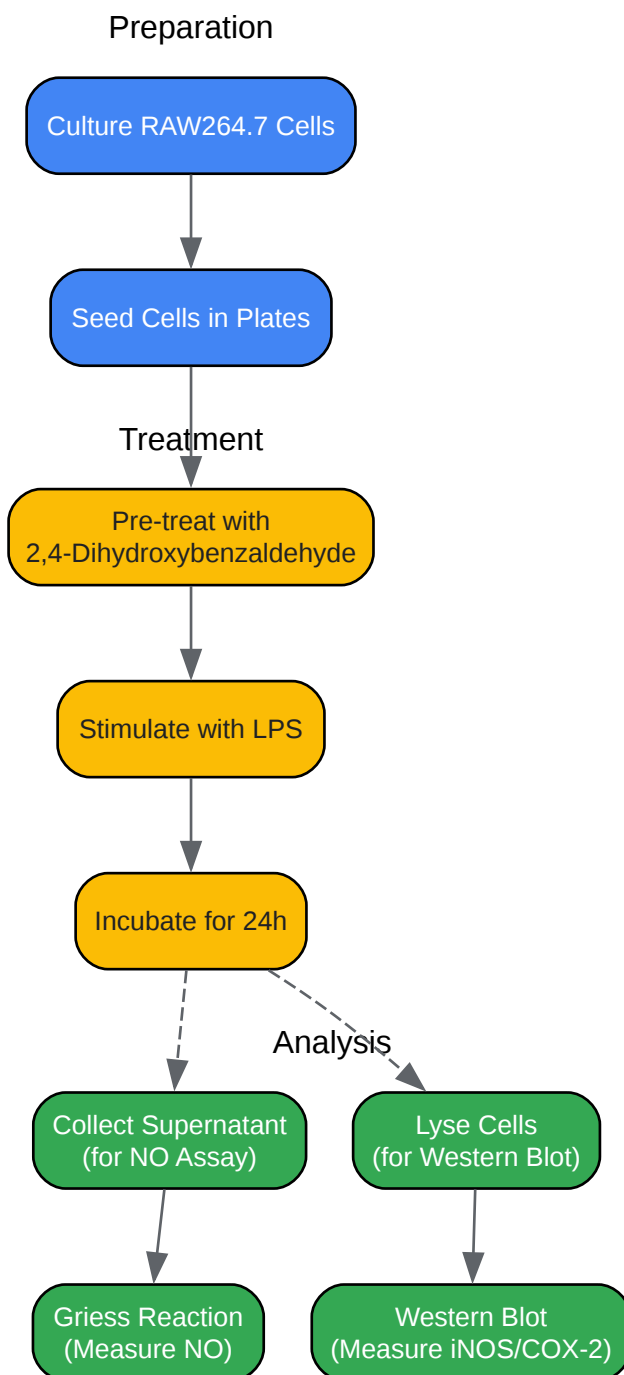 Preparation
Culture RAW264.7 Cells
Seed Cells in Plates
Treatment
Pre-treat with
2,4-Dihydroxybenzaldehyde
Stimulate with LPS
Incubate for 24h
Analysis
Collect Supernatant
(for NO Assay)
Lyse Cells
(for Western Blot)
Griess Reaction
(Measure NO)
Western Blot
(Measure iNOS/COX-2)